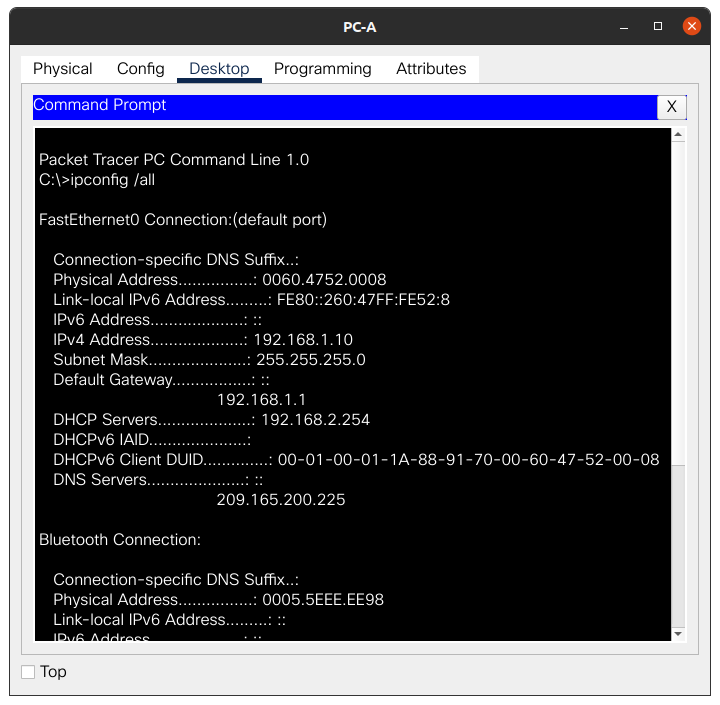 PC-A
Physical Config Desktop Programming Attributes
Command Prompt X
Packet Tracer PC Command Line 1.0
C:\>ipconfig /all
FastEthernet0 Connection:(default port)
Connection-specific DNS Suffix..:
Physical Address................: 0060.4752.0008
Link-local IPv6 Address.........: FE80::260:47FF:FE52:8
IPv6 Address....................: ::
IPv4 Address....................: 192.168.1.10
Subnet Mask.....................: 255.255.255.0
Default Gateway.................: ::
192.168.1.1
DHCP Servers....................: 192.168.2.254
DHCPv6 IAID.....................:
DHCPv6 Client DUID..............: 00-01-00-01-1A-88-91-70-00-60-47-52-00-08
DNS Servers.....................: ::
209.165.200.225
Bluetooth Connection:
Connection-specific DNS Suffix..:
Physical Address................: 0005.5EEE.EE98
Link-local IPv6 Address.........: ::
IPv6 Address....................: ::
Top